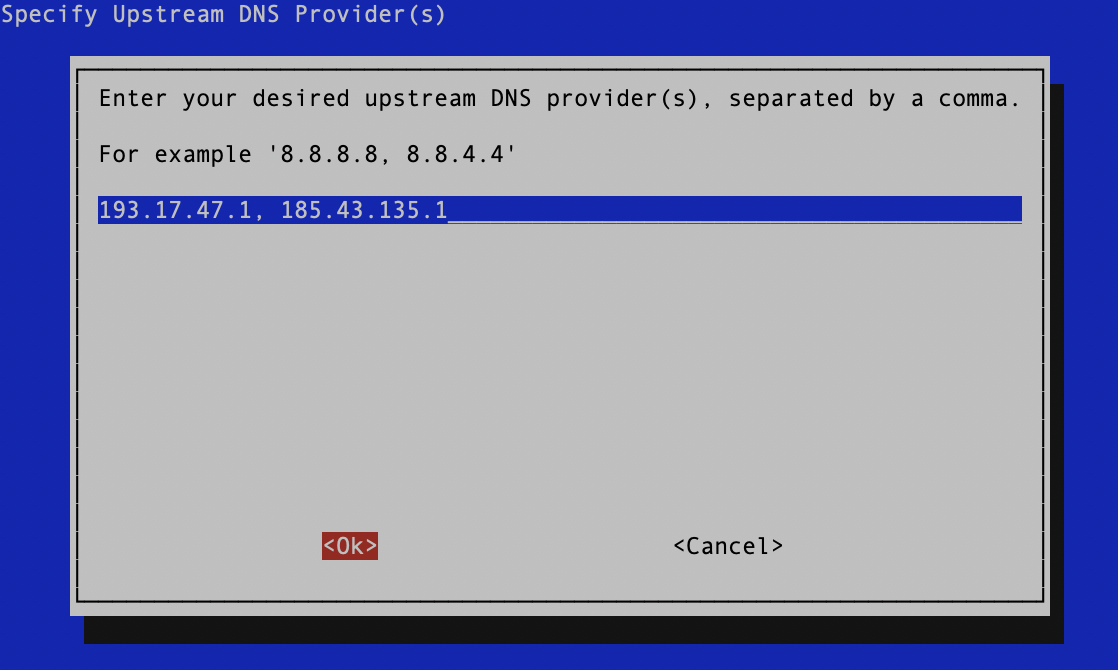 Specify Upstream DNS Provider(s)
Enter your desired upstream DNS provider(s), separated by a comma.
For example '8.8.8.8, 8.8.4.4'
193.17.47.1, 185.43.135.1
<Ok> <Cancel>